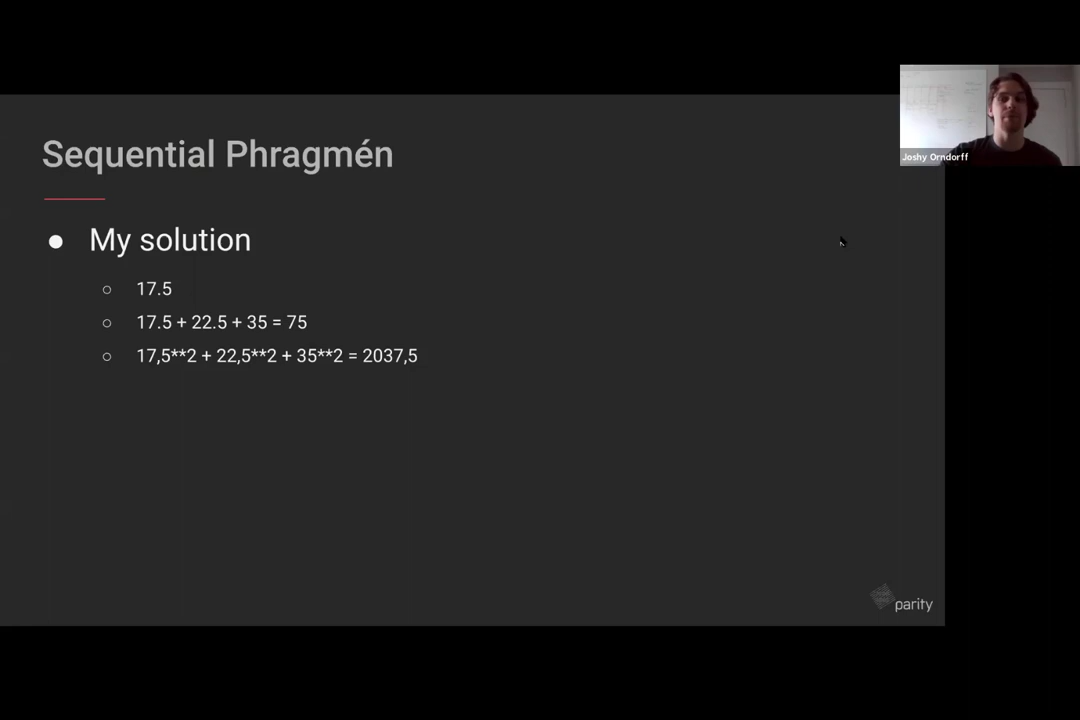 Sequential Phragmén
My solution
17.5
17.5 + 22.5 + 35 = 75
17,5**2 + 22,5**2 + 35**2 = 2037,5
Joshy Orndorff
parity